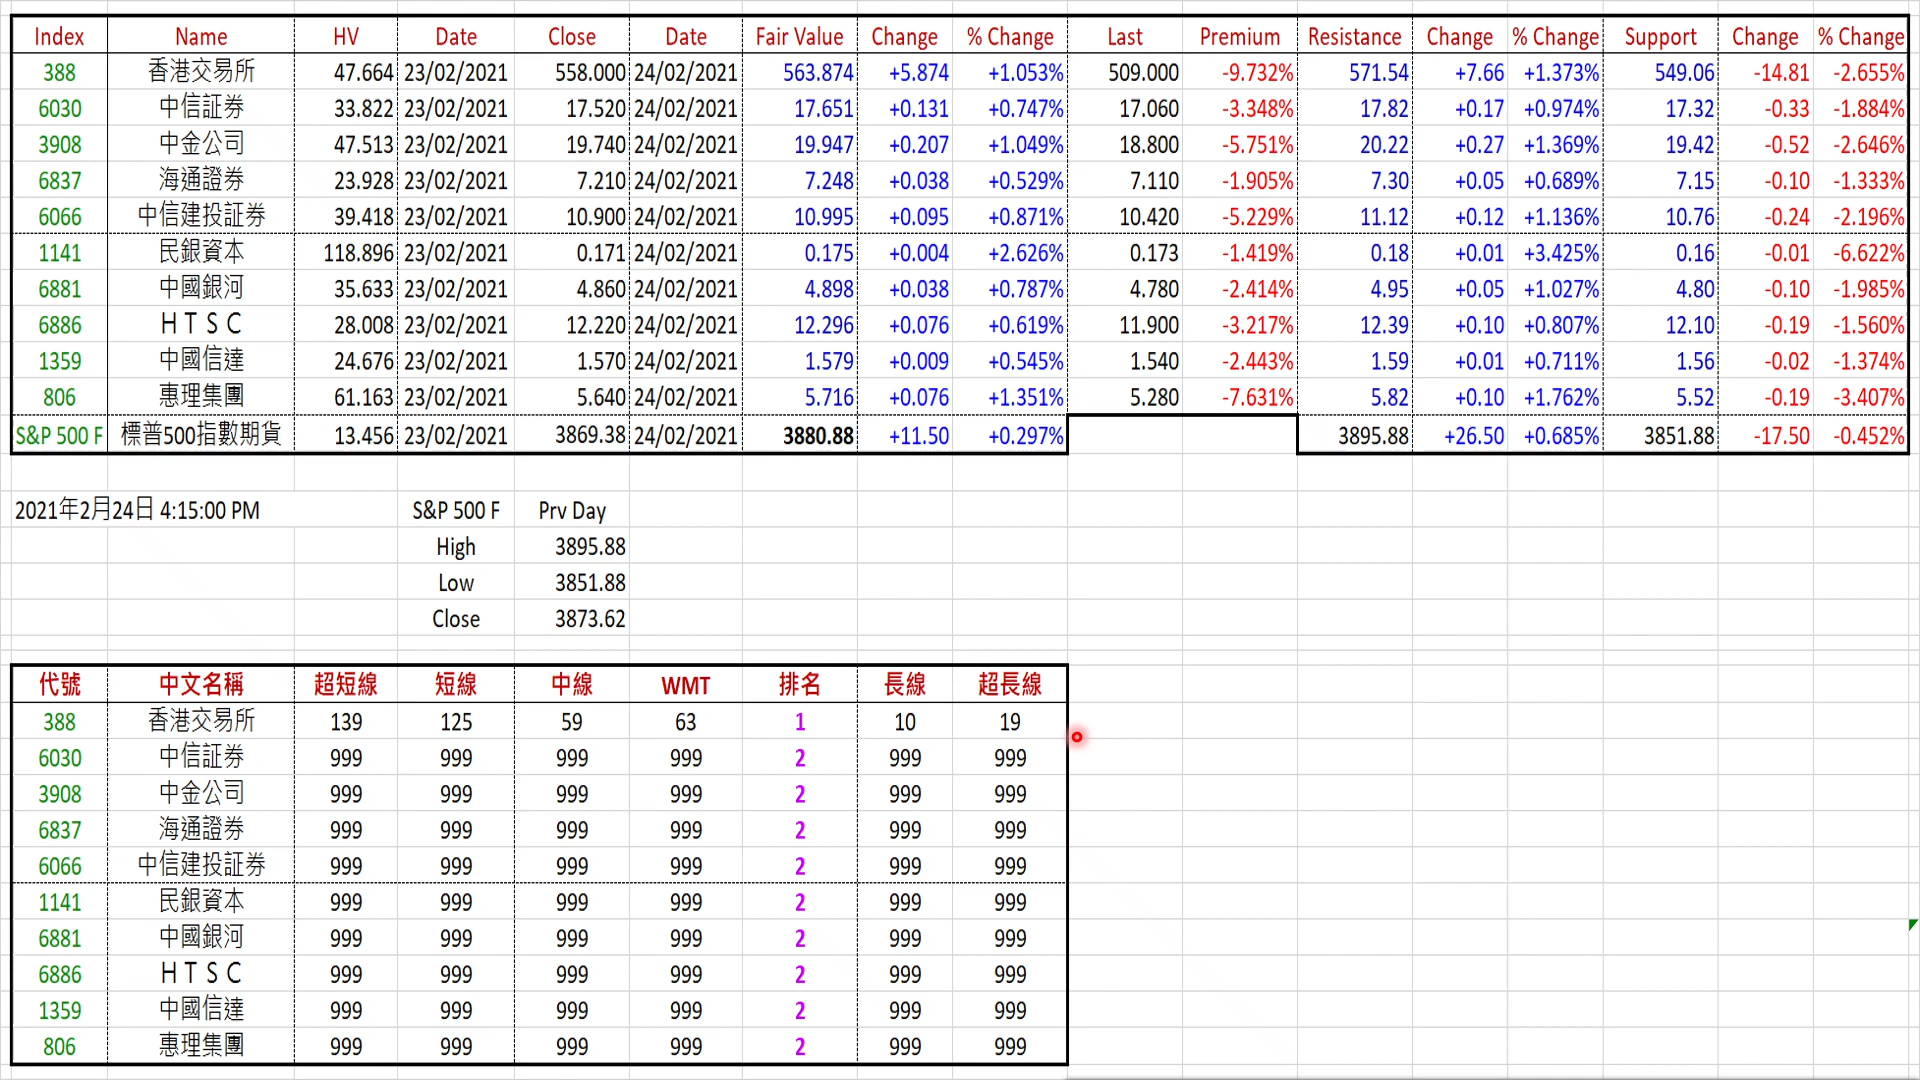 Index Name HV Date Close Date Fair Value Change % Change Last Premium Resistance Change % Change Support Change % Change
388 香港交易所 47.664 23/02/2021 558.000 24/02/2021 563.874 +5.874 +1.053% 509.000 -9.732% 571.54 +7.66 +1.373% 549.06 -14.81 -2.655%
6030 中信証券 33.822 23/02/2021 17.520 24/02/2021 17.651 +0.131 +0.747% 17.060 -3.348% 17.82 +0.17 +0.974% 17.32 -0.33 -1.884%
3908 中金公司 47.513 23/02/2021 19.740 24/02/2021 19.947 +0.207 +1.049% 18.800 -5.751% 20.22 +0.27 +1.369% 19.42 -0.52 -2.646%
6837 海通證券 23.928 23/02/2021 7.210 24/02/2021 7.248 +0.038 +0.529% 7.110 -1.905% 7.30 +0.05 +0.689% 7.15 -0.10 -1.333%
6066 中信建投証券 39.418 23/02/2021 10.900 24/02/2021 10.995 +0.095 +0.871% 10.420 -5.229% 11.12 +0.12 +1.136% 10.76 -0.24 -2.196%
1141 民銀資本 118.896 23/02/2021 0.171 24/02/2021 0.175 +0.004 +2.626% 0.173 -1.419% 0.18 +0.01 +3.425% 0.16 -0.01 -6.622%
6881 中國銀河 35.633 23/02/2021 4.860 24/02/2021 4.898 +0.038 +0.787% 4.780 -2.414% 4.95 +0.05 +1.027% 4.80 -0.10 -1.985%
6886 ＨＴＳＣ 28.008 23/02/2021 12.220 24/02/2021 12.296 +0.076 +0.619% 11.900 -3.217% 12.39 +0.10 +0.807% 12.10 -0.19 -1.560%
1359 中國信達 24.676 23/02/2021 1.570 24/02/2021 1.579 +0.009 +0.545% 1.540 -2.443% 1.59 +0.01 +0.711% 1.56 -0.02 -1.374%
806 惠理集團 61.163 23/02/2021 5.640 24/02/2021 5.716 +0.076 +1.351% 5.280 -7.631% 5.82 +0.10 +1.762% 5.52 -0.19 -3.407%
S&P 500 F 標普500指數期貨 13.456 23/02/2021 3869.38 24/02/2021 3880.88 +11.50 +0.297% 3895.88 +26.50 +0.685% 3851.88 -17.50 -0.452%
2021年2月24日 4:15:00 PM S&P 500 F Prv Day
High 3895.88
Low 3851.88
Close 3873.62
代號 中文名稱 超短線 短線 中線 WMT 排名 長線 超長線
388 香港交易所 139 125 59 63 1 10 19
6030 中信証券 999 999 999 999 2 999 999
3908 中金公司 999 999 999 999 2 999 999
6837 海通證券 999 999 999 999 2 999 999
6066 中信建投証券 999 999 999 999 2 999 999
1141 民銀資本 999 999 999 999 2 999 999
6881 中國銀河 999 999 999 999 2 999 999
6886 ＨＴＳＣ 999 999 999 999 2 999 999
1359 中國信達 999 999 999 999 2 999 999
806 惠理集團 999 999 999 999 2 999 999